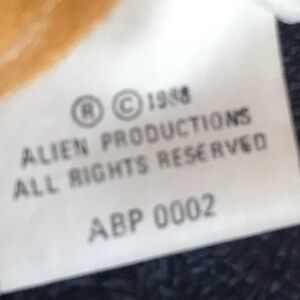 ® © 1988
ALIEN PRODUCTIONS
ALL RIGHTS RESERVED
ABP 0002